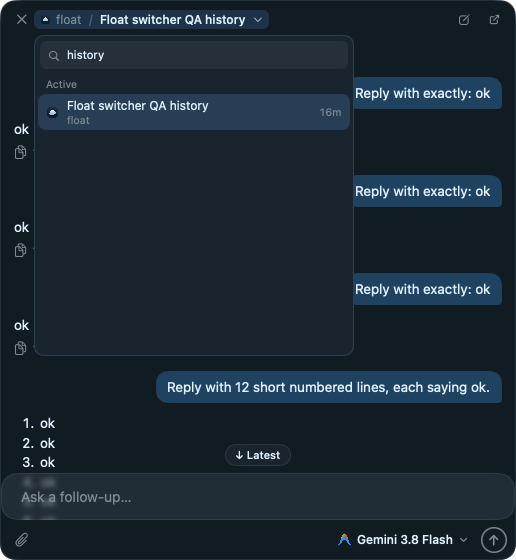 float / Float switcher QA history
history
Active
Float switcher QA history
16m
float
Reply with exactly: ok
ok
Reply with exactly: ok
ok
Reply with exactly: ok
ok
Reply with 12 short numbered lines, each saying ok.
1. ok
2. ok
3. ok
↓ Latest
Ask a follow-up...
Gemini 3.8 Flash